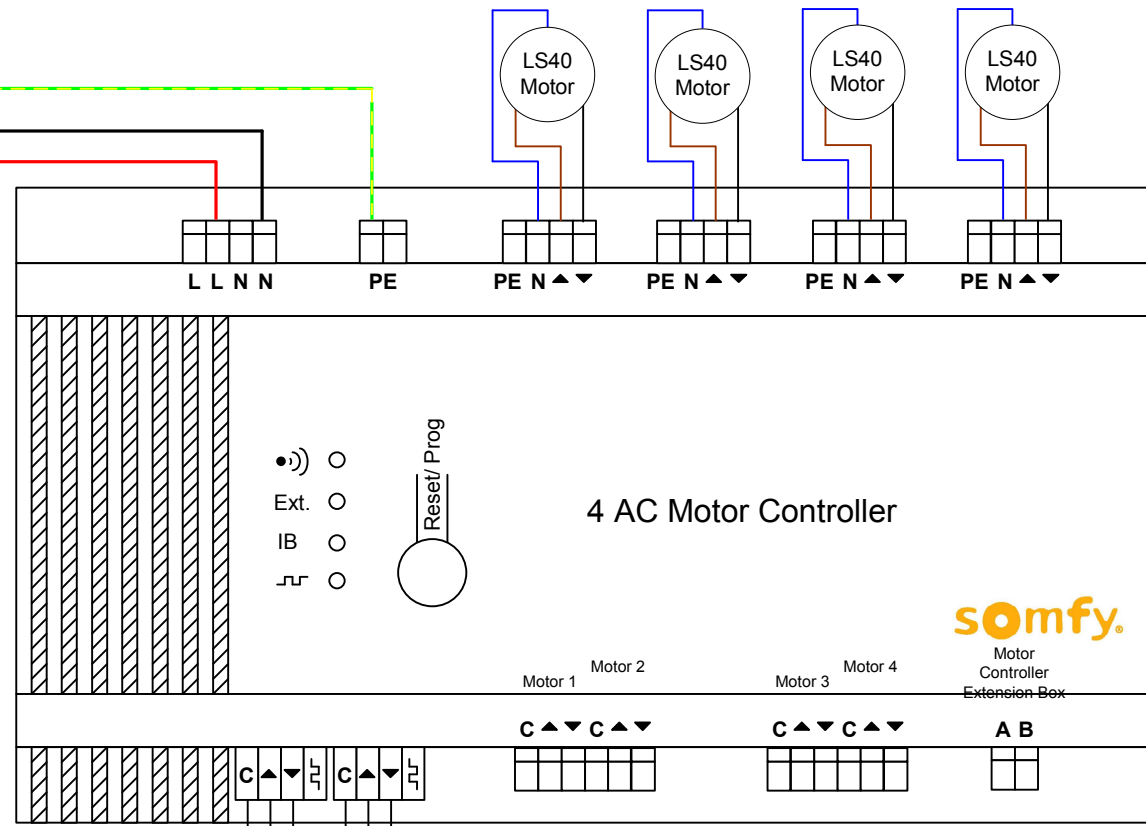 LS40
Motor
LS40
Motor
LS40
Motor
LS40
Motor
L L N N
PE
PE N ▲ ▼
PE N ▲ ▼
PE N ▲ ▼
PE N ▲ ▼
Reset/ Prog
Ext.
IB
4 AC Motor Controller
somfy®
Motor
Controller
Extension Box
Motor 1
Motor 2
Motor 3
Motor 4
C ▲ ▼ C ▲ ▼
C ▲ ▼ C ▲ ▼
A B
C ▲ ▼
C ▲ ▼